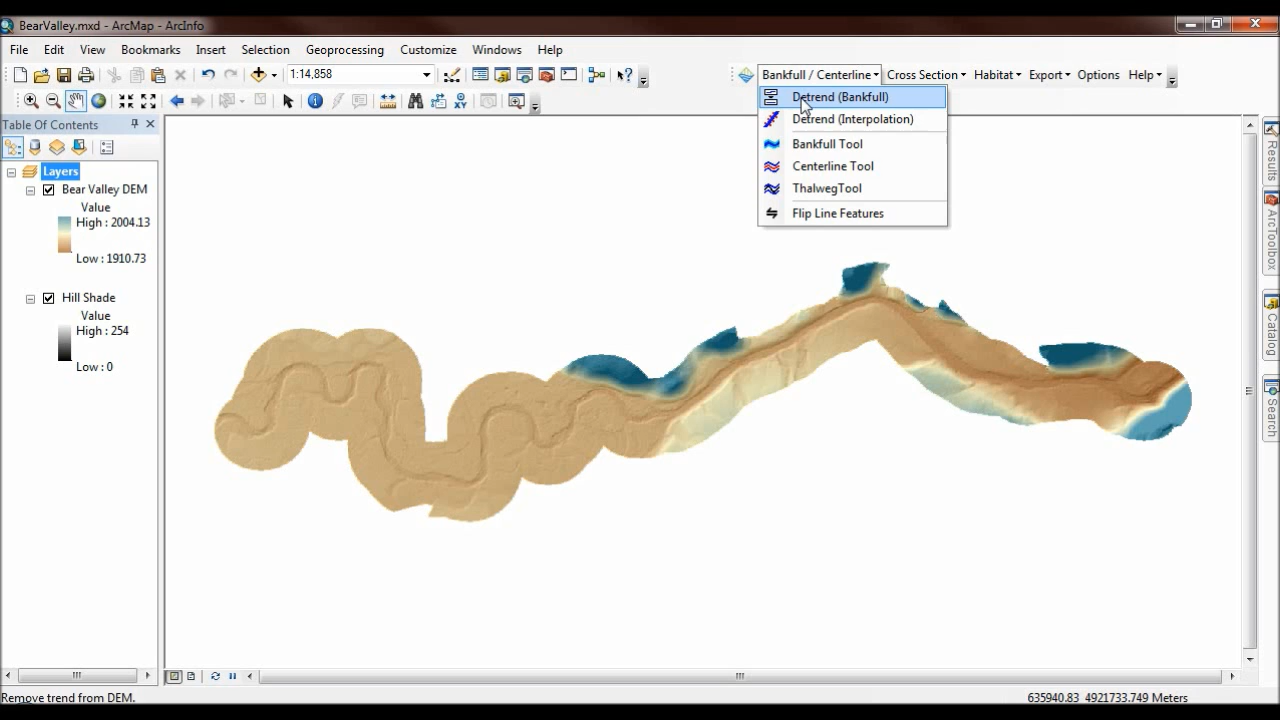 BearValley.mxd - ArcMap - ArcInfo
File Edit View Bookmarks Insert Selection Geoprocessing Customize Windows Help
1:14,858
Bankfull / Centerline Cross Section Habitat Export Options Help
Detrend (Bankfull)
Detrend (Interpolation)
Bankfull Tool
Centerline Tool
ThalwegTool
Flip Line Features
Table Of Contents
Layers
Bear Valley DEM
Value
High : 2004.13
Low : 1910.73
Hill Shade
Value
High : 254
Low : 0
Results
ArcToolbox
Catalog
Search
Remove trend from DEM.
635940.83 4921733.749 Meters